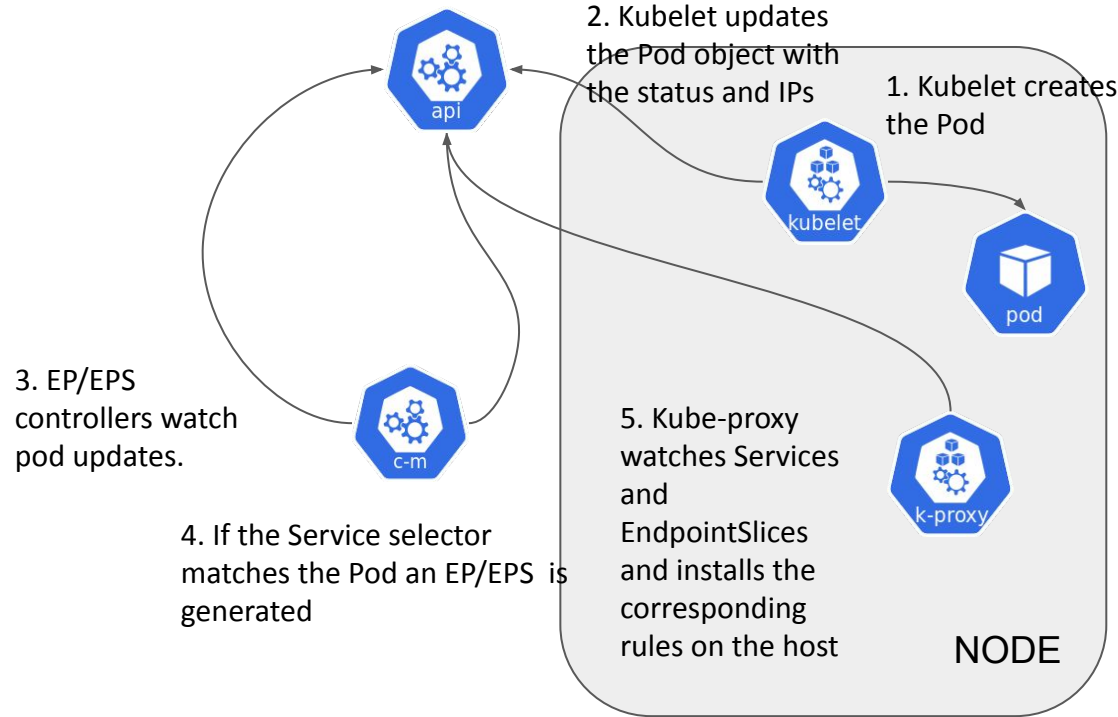 2. Kubelet updates
the Pod object with
the status and IPs
1. Kubelet creates
the Pod
api
kubelet
pod
3. EP/EPS
controllers watch
pod updates.
c-m
4. If the Service selector
matches the Pod an EP/EPS is
generated
5. Kube-proxy
watches Services
and
EndpointSlices
and installs the
corresponding
rules on the host
k-proxy
NODE